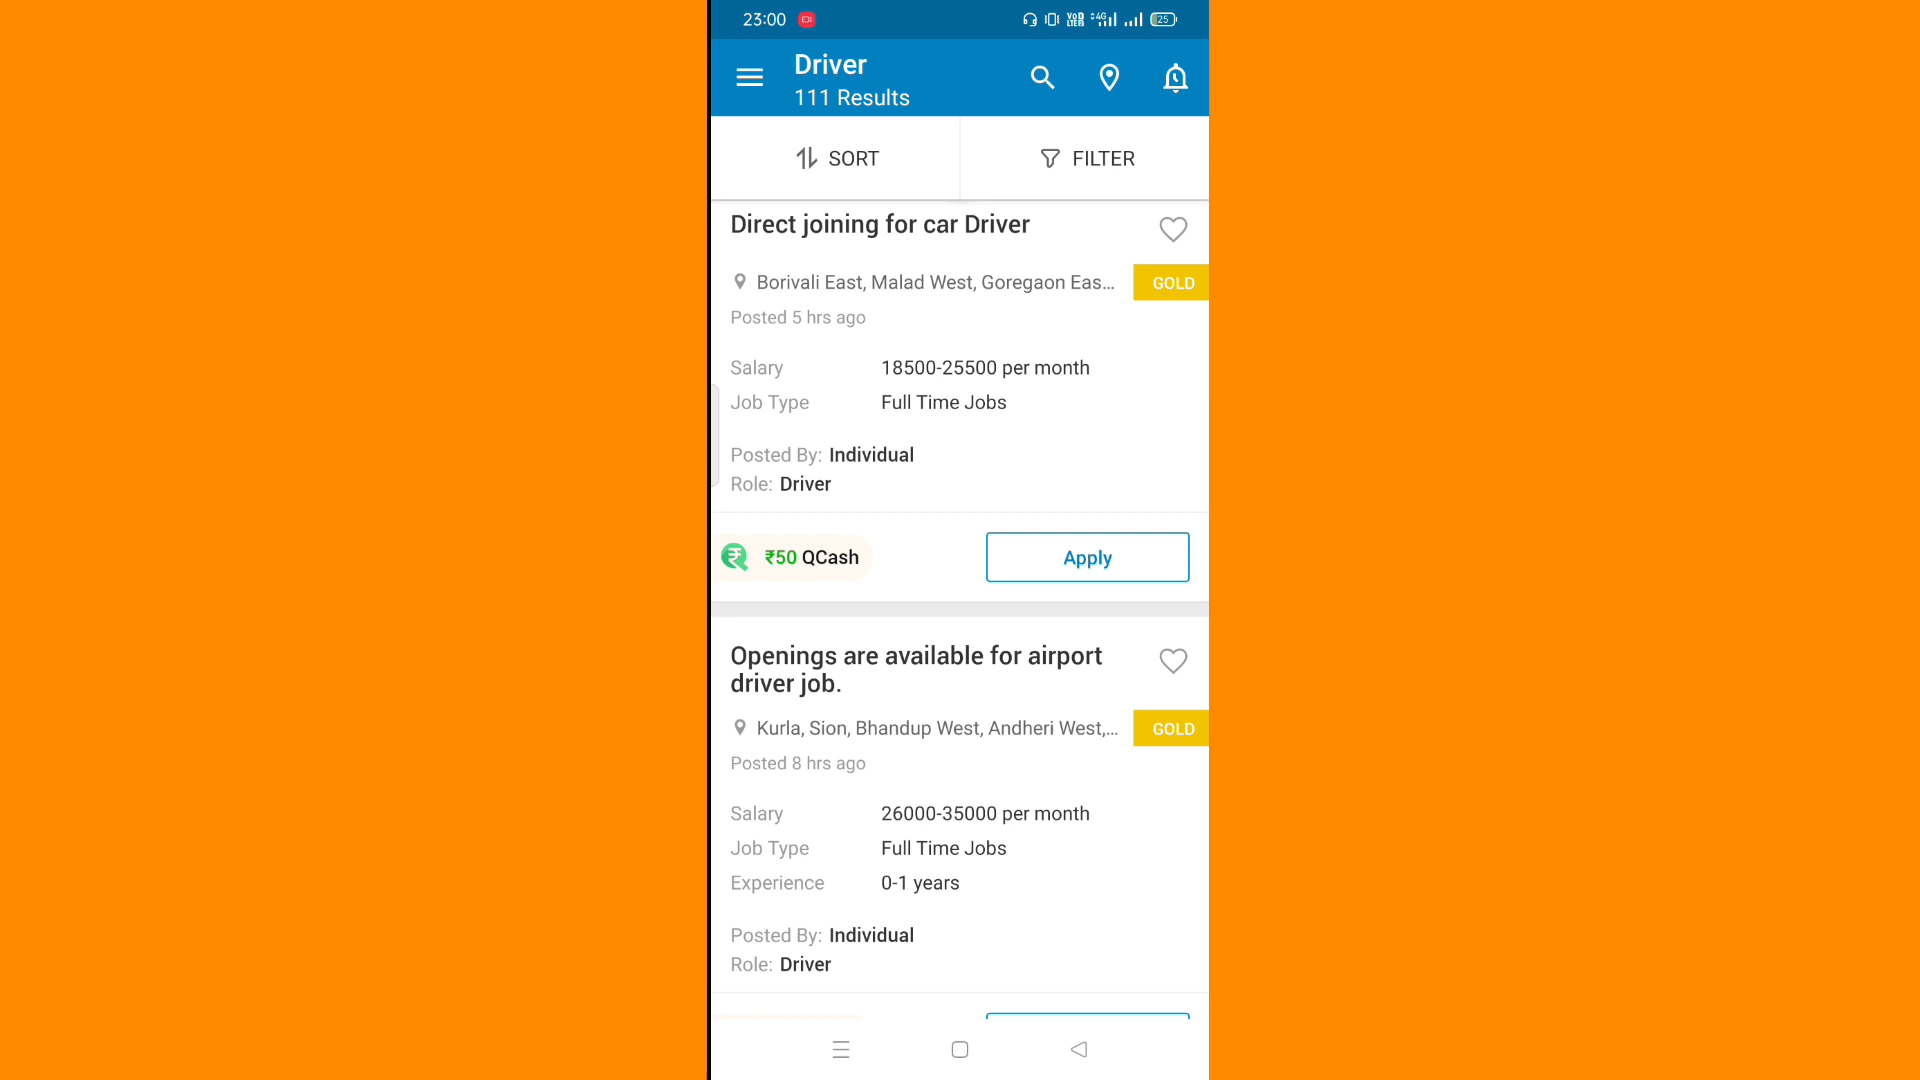 23:00
VoD
LTE
4G
25
Driver
111 Results
SORT
FILTER
Direct joining for car Driver
Borivali East, Malad West, Goregaon Eas...
GOLD
Posted 5 hrs ago
Salary 18500-25500 per month
Job Type Full Time Jobs
Posted By: Individual
Role: Driver
₹50 QCash
Apply
Openings are available for airport
driver job.
Kurla, Sion, Bhandup West, Andheri West,...
GOLD
Posted 8 hrs ago
Salary 26000-35000 per month
Job Type Full Time Jobs
Experience 0-1 years
Posted By: Individual
Role: Driver